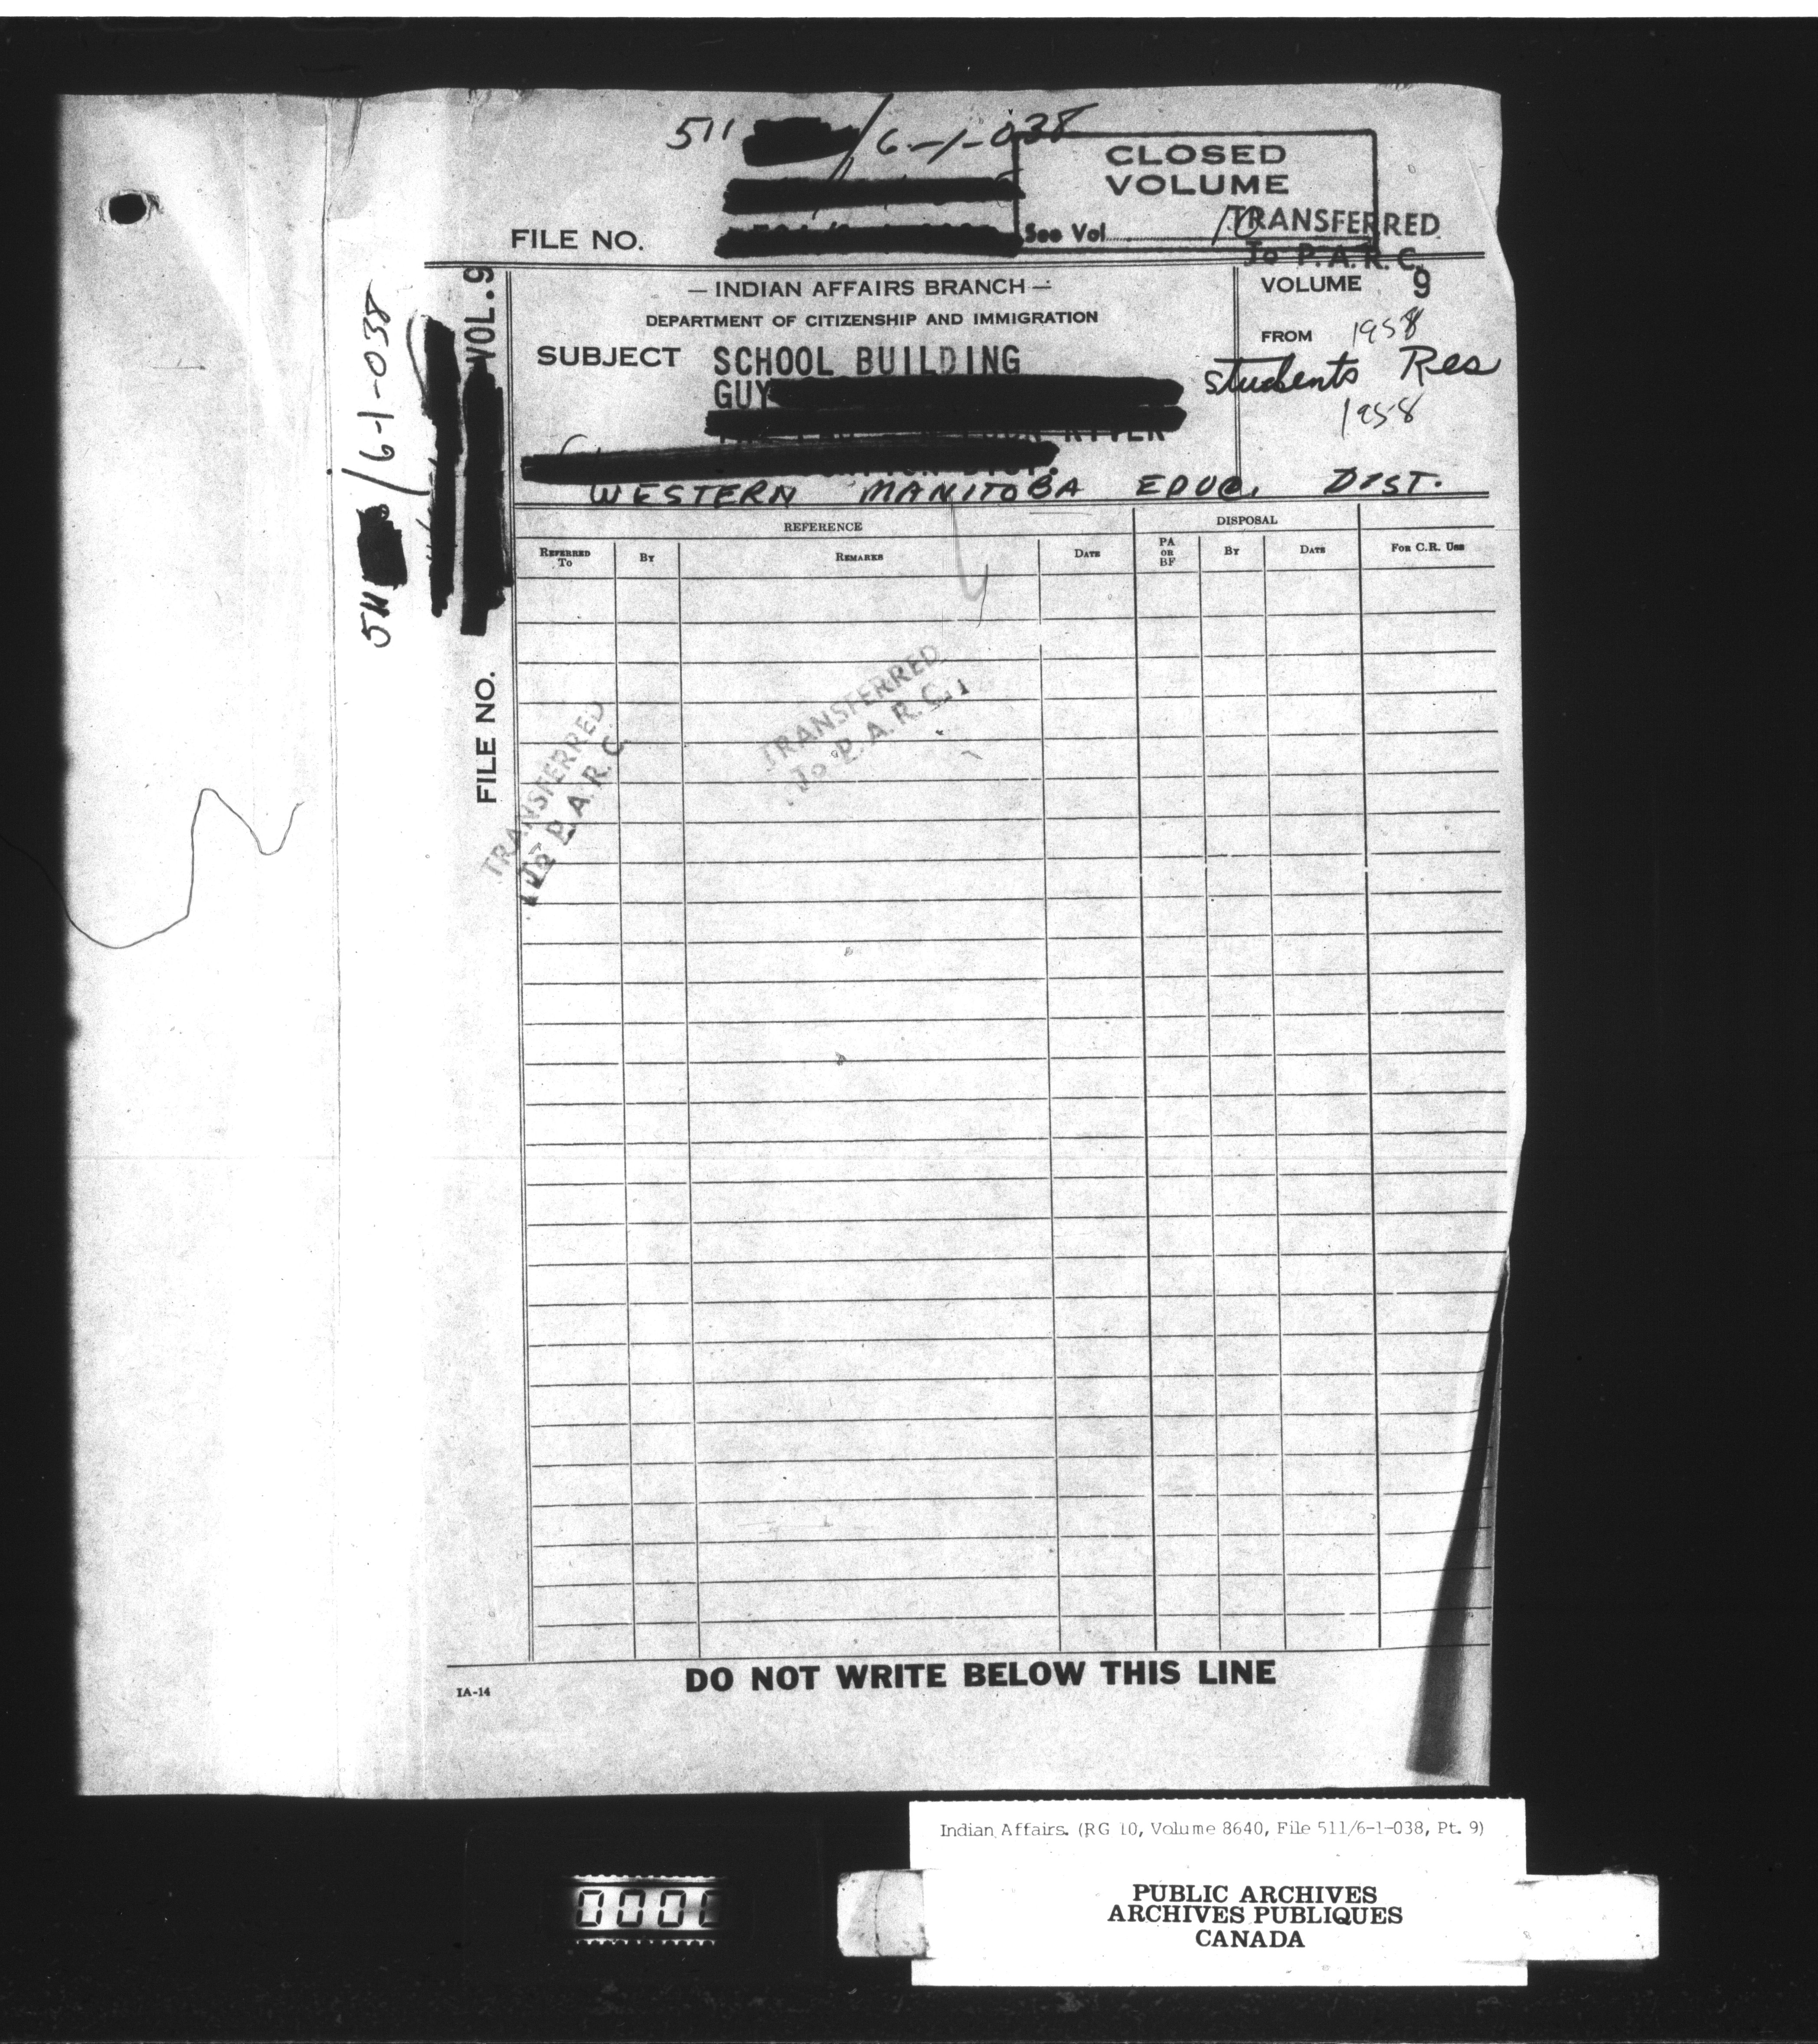 511 /6-1-038
CLOSED
VOLUME
See Vol 10
TRANSFERRED
To P.A.R.C.
FILE NO.
— INDIAN AFFAIRS BRANCH —
DEPARTMENT OF CITIZENSHIP AND IMMIGRATION
SUBJECT SCHOOL BUILDING
GUY
students Res
RIVER
DIST.
WESTERN MANITOBA EDUC. DIST.
VOLUME 9
FROM 1958
1958
511 /6-1-038
VOL.9
FILE NO.
REFERENCE
DISPOSAL
REFERRED To
BY
REMARKS
DATE
PA OR BF
BY
DATE
FOR C.R. USE
TRANSFERRED
To P.A.R.C.
TRANSFERRED
To P.A.R.C.
DO NOT WRITE BELOW THIS LINE
IA-14
Indian Affairs. (RG 10, Volume 8640, File 511/6-1-038, Pt. 9)
PUBLIC ARCHIVES
ARCHIVES PUBLIQUES
CANADA